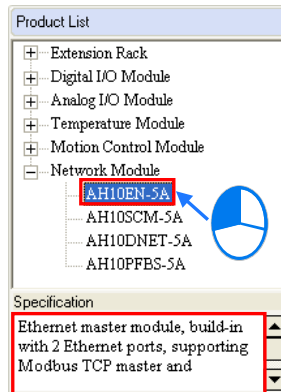 Product List
Extension Rack
Digital I/O Module
Analog I/O Module
Temperature Module
Motion Control Module
Network Module
AH10EN-5A
AH10SCM-5A
AH10DNET-5A
AH10PFBS-5A
Specification
Ethernet master module, build-in
with 2 Ethernet ports, supporting
Modbus TCP master and